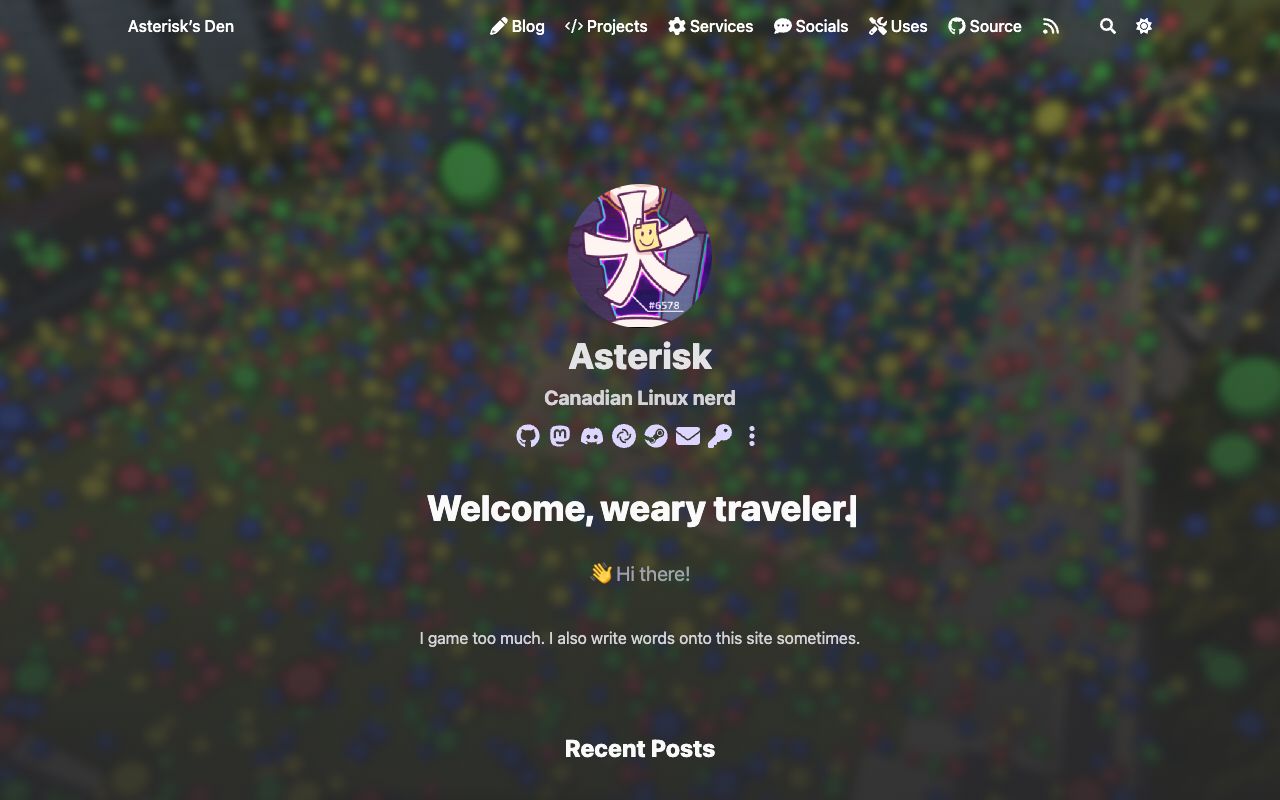 Asterisk's Den
Blog
Projects
Services
Socials
Uses
Source
#6578
Asterisk
Canadian Linux nerd
Welcome, weary traveler.
👋 Hi there!
I game too much. I also write words onto this site sometimes.
Recent Posts